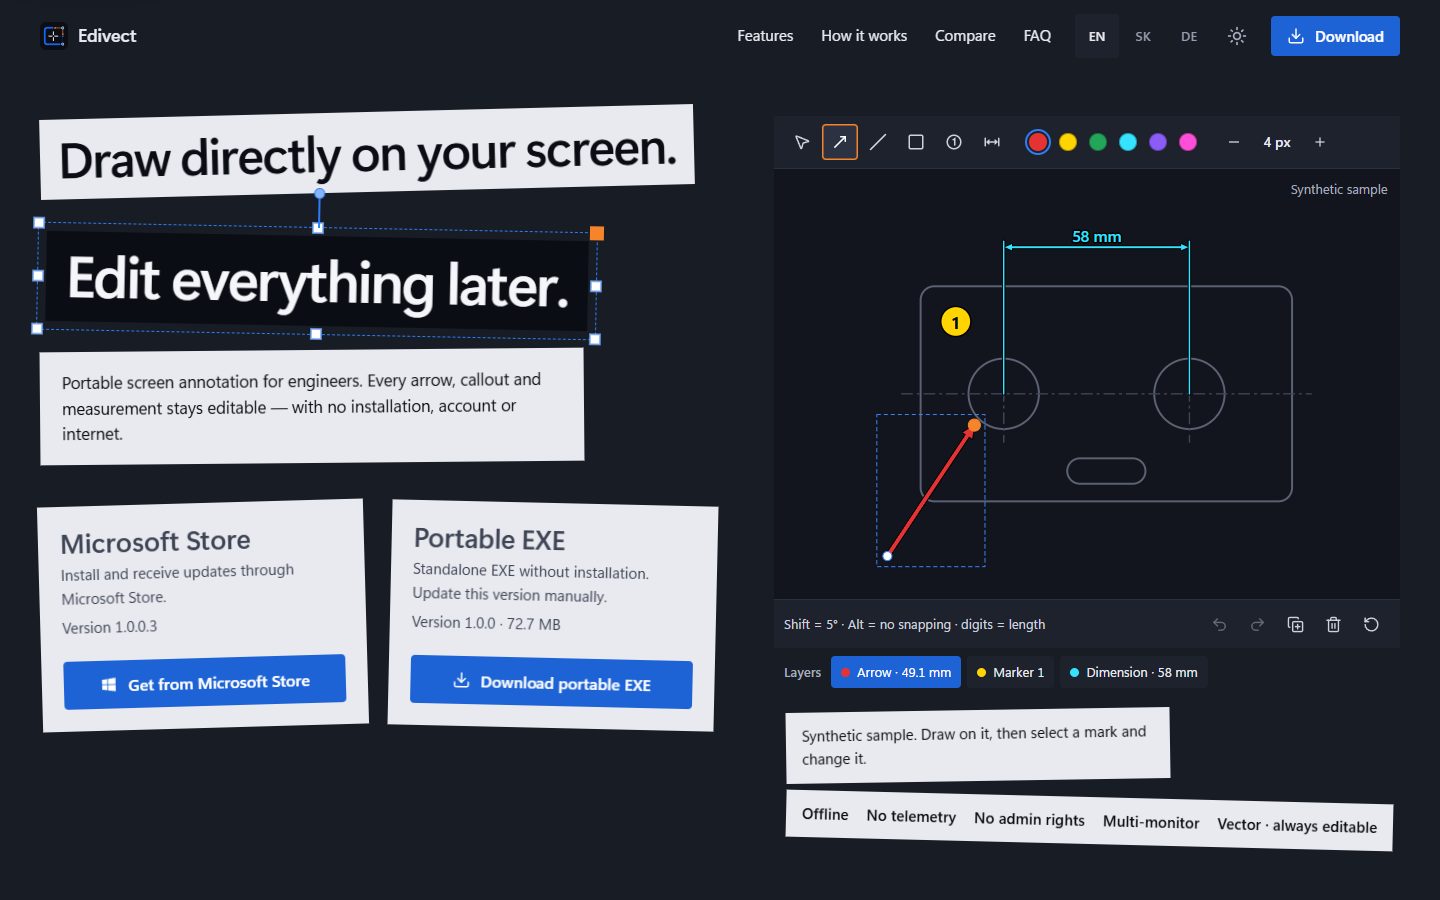 Edivect
Features
How it works
Compare
FAQ
EN
SK
DE
Download
Draw directly on your screen.
Edit everything later.
Portable screen annotation for engineers. Every arrow, callout and
measurement stays editable — with no installation, account or
internet.
Microsoft Store
Install and receive updates through
Microsoft Store.
Version 1.0.0.3
Get from Microsoft Store
Portable EXE
Standalone EXE without installation.
Update this version manually.
Version 1.0.0 · 72.7 MB
Download portable EXE
1
4 px
Synthetic sample
58 mm
1
Shift = 5° · Alt = no snapping · digits = length
Layers
Arrow · 49.1 mm
Marker 1
Dimension · 58 mm
Synthetic sample. Draw on it, then select a mark and
change it.
Offline
No telemetry
No admin rights
Multi-monitor
Vector · always editable